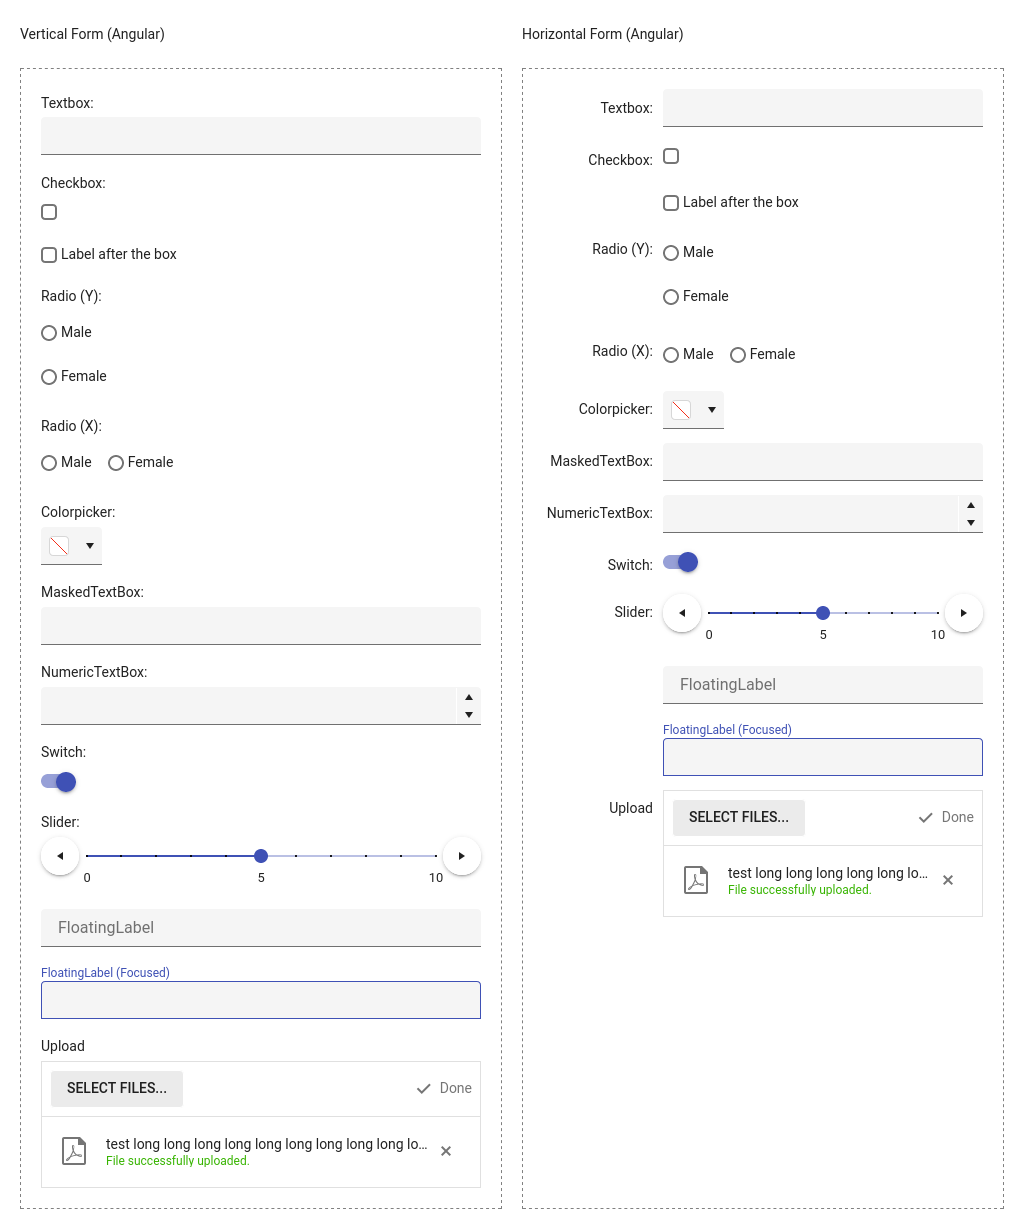 Vertical Form (Angular)
Textbox:
Checkbox:
Label after the box
Radio (Y):
Male
Female
Radio (X):
Male Female
Colorpicker:
MaskedTextBox:
NumericTextBox:
Switch:
Slider:
0 5 10
FloatingLabel
FloatingLabel (Focused)
Upload
SELECT FILES... Done
test long long long long long long long long long lo...
File successfully uploaded.
Horizontal Form (Angular)
Textbox:
Checkbox:
Label after the box
Radio (Y): Male
Female
Radio (X): Male Female
Colorpicker:
MaskedTextBox:
NumericTextBox:
Switch:
Slider:
0 5 10
FloatingLabel
FloatingLabel (Focused)
Upload SELECT FILES... Done
test long long long long long lo...
File successfully uploaded.